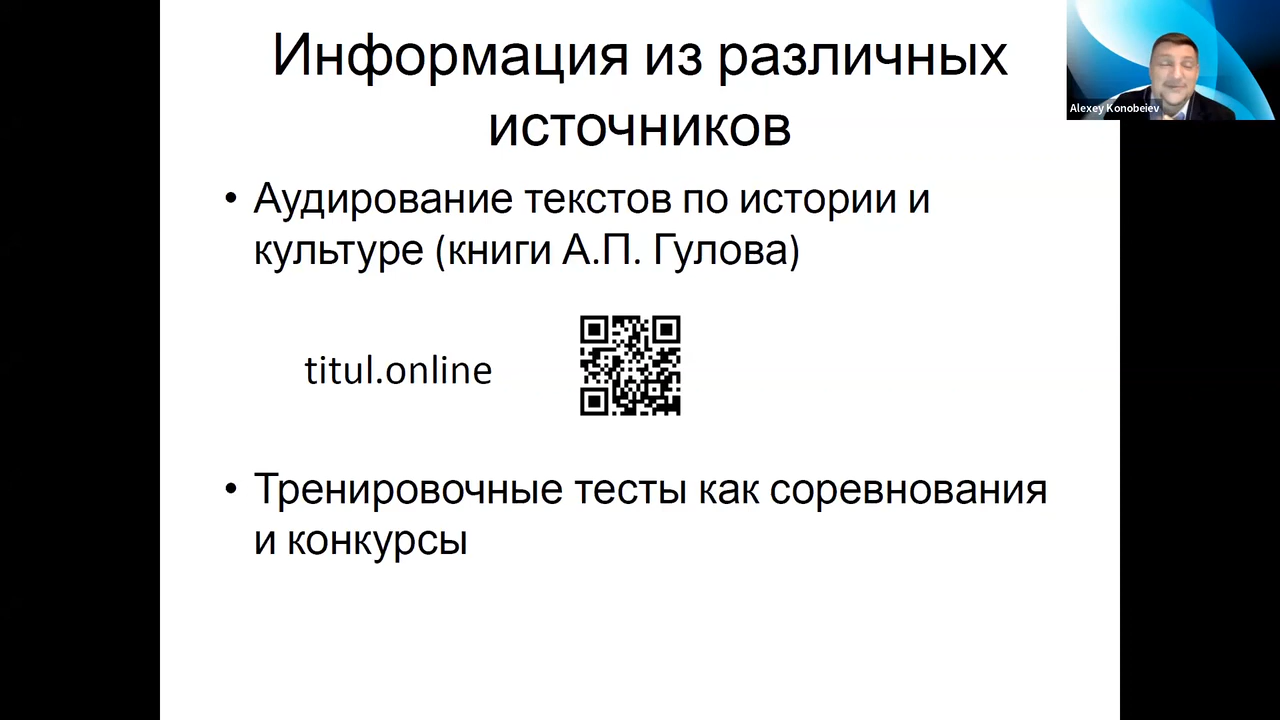 Информация из различных
источников
Alexey Konobeiev
• Аудирование текстов по истории и
культуре (книги А.П. Гулова)
titul.online
• Тренировочные тесты как соревнования
и конкурсы